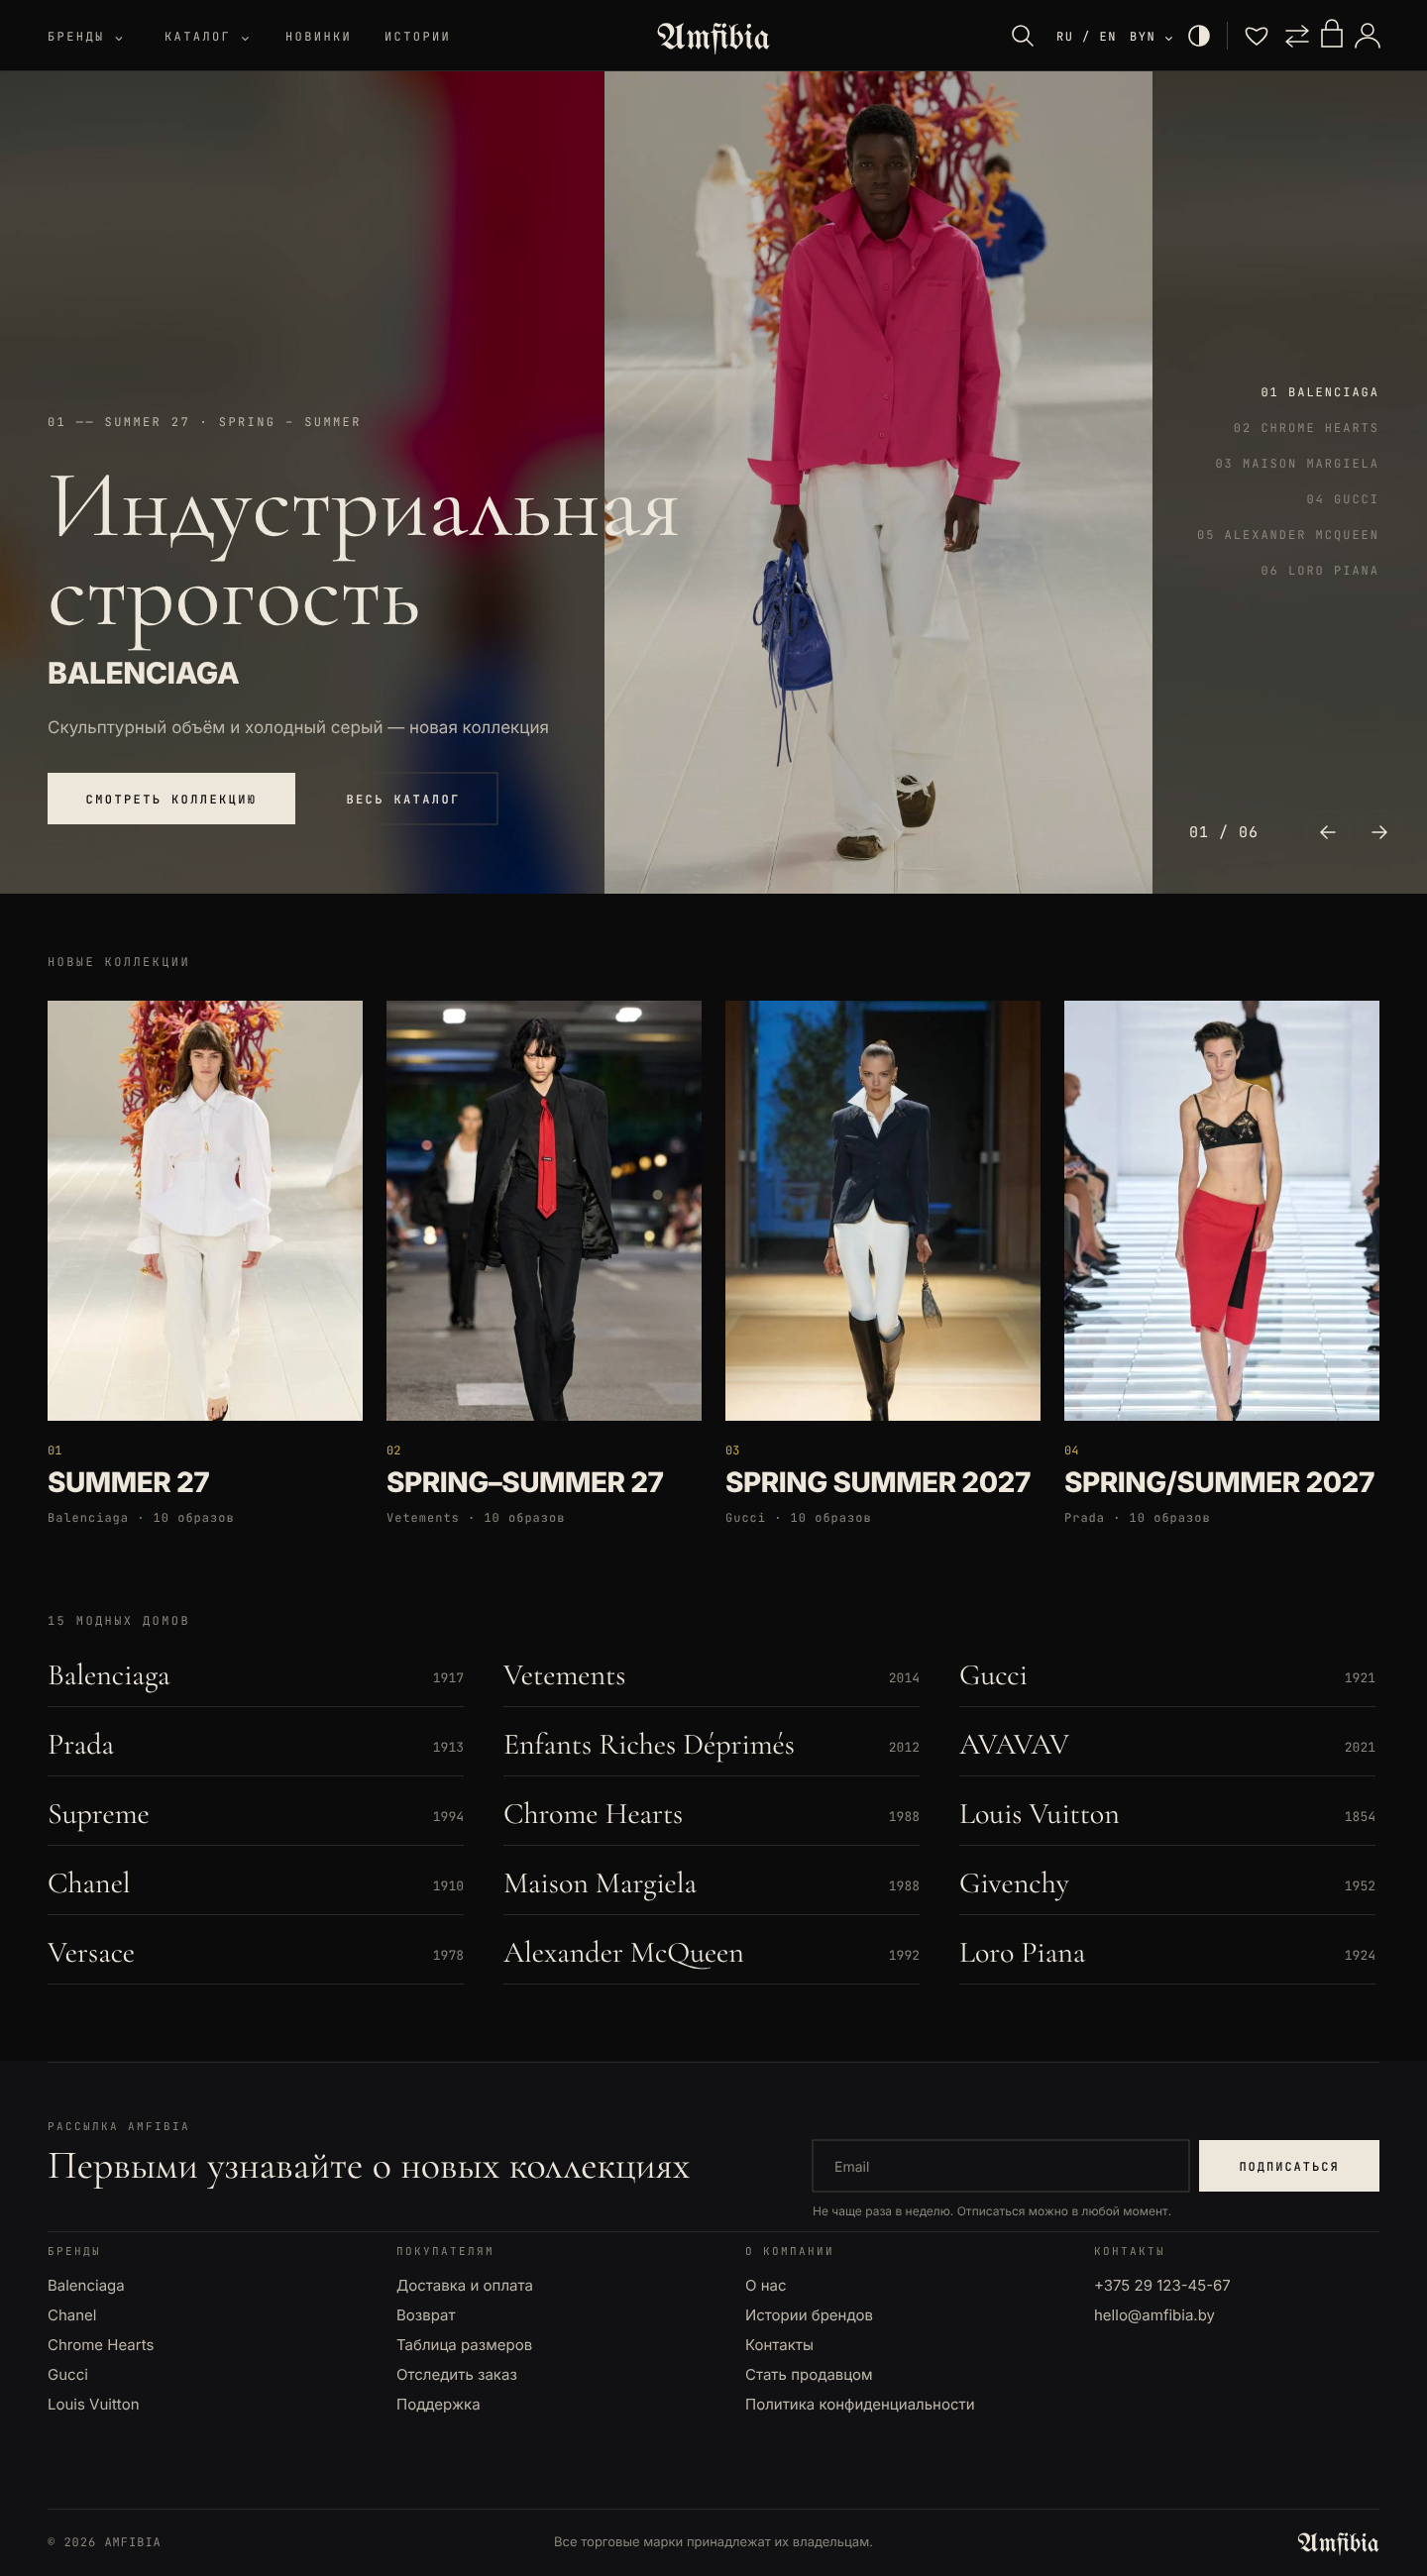 БРЕНДЫ КАТАЛОГ НОВИНКИ ИСТОРИИ Amfibia RU / EN BYN
01 —— SUMMER 27 · SPRING – SUMMER
Индустриальная
строгость
BALENCIAGA
Скульптурный объём и холодный серый — новая коллекция
СМОТРЕТЬ КОЛЛЕКЦИЮ ВЕСЬ КАТАЛОГ
01 BALENCIAGA
02 CHROME HEARTS
03 MAISON MARGIELA
04 GUCCI
05 ALEXANDER MCQUEEN
06 LORO PIANA
01 / 06 ← →
НОВЫЕ КОЛЛЕКЦИИ
01
SUMMER 27
Balenciaga · 10 образов
02
SPRING–SUMMER 27
Vetements · 10 образов
03
SPRING SUMMER 2027
Gucci · 10 образов
04
SPRING/SUMMER 2027
Prada · 10 образов
15 МОДНЫХ ДОМОВ
Balenciaga 1917 Vetements 2014 Gucci 1921
Prada 1913 Enfants Riches Déprimés 2012 AVAVAV 2021
Supreme 1994 Chrome Hearts 1988 Louis Vuitton 1854
Chanel 1910 Maison Margiela 1988 Givenchy 1952
Versace 1978 Alexander McQueen 1992 Loro Piana 1924
РАССЫЛКА AMFIBIA
Первыми узнавайте о новых коллекциях
Email ПОДПИСАТЬСЯ
Не чаще раза в неделю. Отписаться можно в любой момент.
БРЕНДЫ
Balenciaga
Chanel
Chrome Hearts
Gucci
Louis Vuitton
ПОКУПАТЕЛЯМ
Доставка и оплата
Возврат
Таблица размеров
Отследить заказ
Поддержка
О КОМПАНИИ
О нас
Истории брендов
Контакты
Стать продавцом
Политика конфиденциальности
КОНТАКТЫ
+375 29 123-45-67
hello@amfibia.by
© 2026 AMFIBIA Все торговые марки принадлежат их владельцам. Amfibia